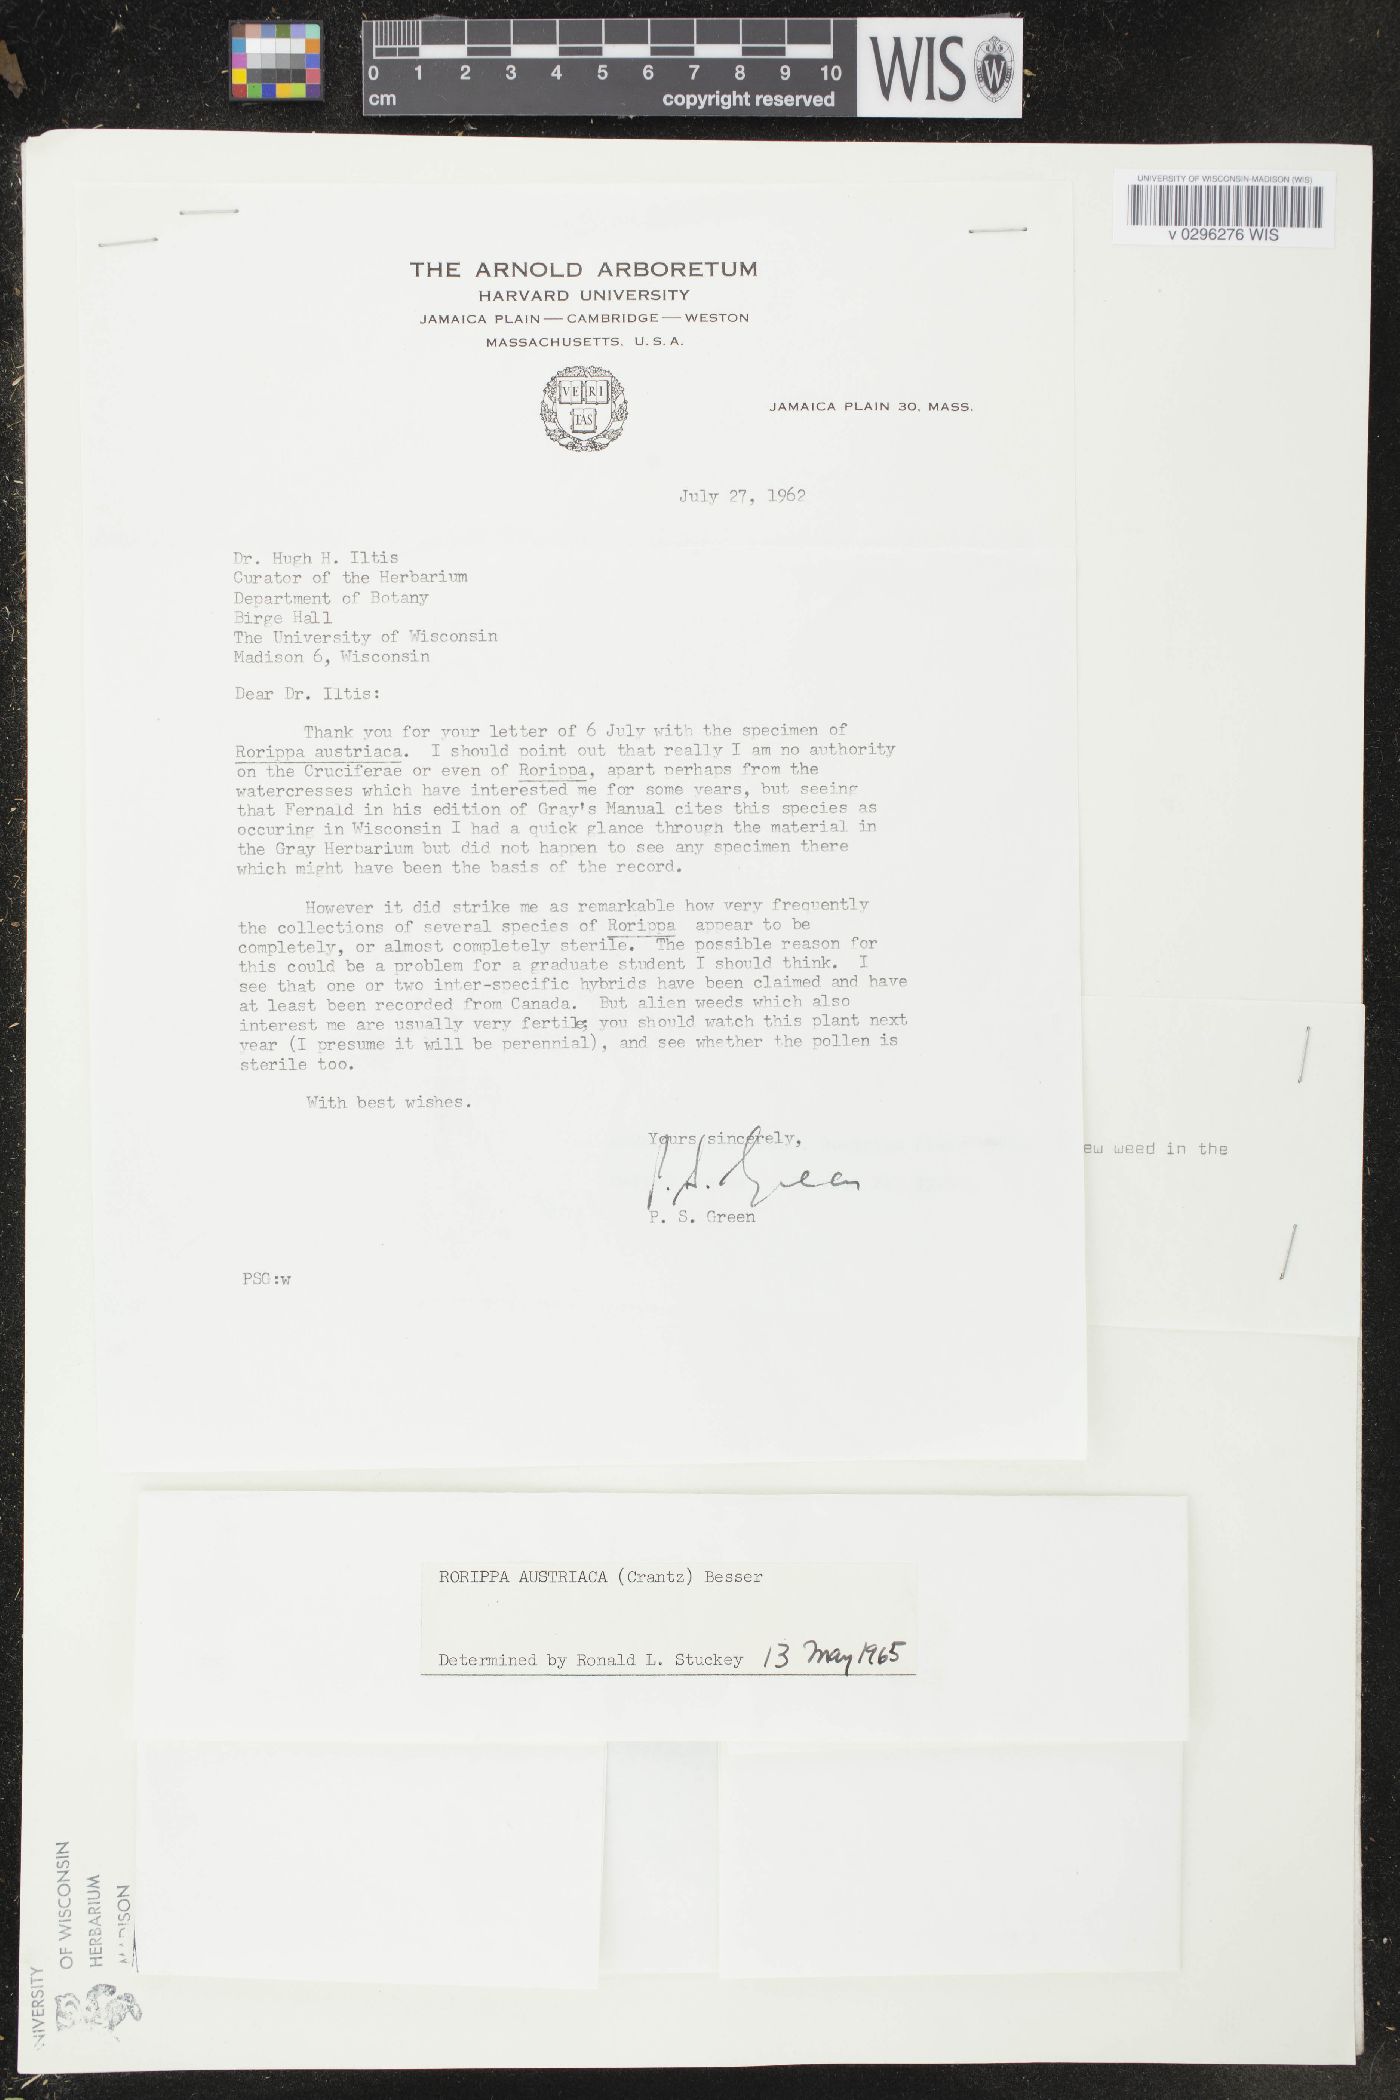 0 1 2 3 4 5 6 7 8 9 10
cm copyright reserved
WIS
W
UNIVERSITY OF WISCONSIN-MADISON (WIS)
v 0296276 WIS
THE ARNOLD ARBORETUM
HARVARD UNIVERSITY
JAMAICA PLAIN — CAMBRIDGE — WESTON
MASSACHUSETTS, U. S. A.
VE RI
TAS
JAMAICA PLAIN 30, MASS.
July 27, 1962
Dr. Hugh H. Iltis
Curator of the Herbarium
Department of Botany
Birge Hall
The University of Wisconsin
Madison 6, Wisconsin
Dear Dr. Iltis:
Thank you for your letter of 6 July with the specimen of
Rorippa austriaca. I should point out that really I am no authority
on the Cruciferae or even of Rorippa, apart perhaps from the
watercresses which have interested me for some years, but seeing
that Fernald in his edition of Gray's Manual cites this species as
occuring in Wisconsin I had a quick glance through the material in
the Gray Herbarium but did not happen to see any specimen there
which might have been the basis of the record.
However it did strike me as remarkable how very frequently
the collections of several species of Rorippa appear to be
completely, or almost completely sterile. The possible reason for
this could be a problem for a graduate student I should think. I
see that one or two inter-specific hybrids have been claimed and have
at least been recorded from Canada. But alien weeds which also
interest me are usually very fertile; you should watch this plant next
year (I presume it will be perennial), and see whether the pollen is
sterile too.
With best wishes.
Yours sincerely,
P. S. Green
P. S. Green
PSG:w
ew weed in the
RORIPPA AUSTRIACA (Crantz) Besser
Determined by Ronald L. Stuckey 13 May 1965
NIVERSITY
OF WISCONSIN
HERBARIUM
MADISON